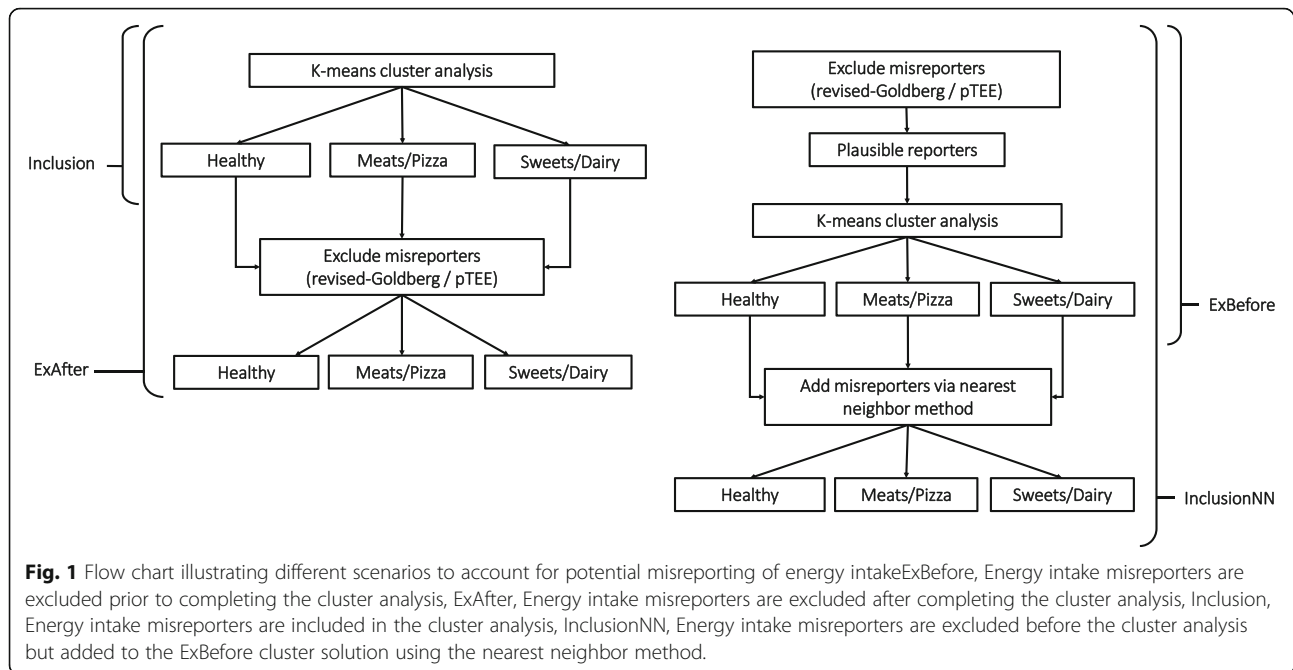 K-means cluster analysis
Inclusion
Healthy
Meats/Pizza
Sweets/Dairy
Exclude misreporters
(revised-Goldberg / pTEE)
ExAfter
Healthy
Meats/Pizza
Sweets/Dairy
Exclude misreporters
(revised-Goldberg / pTEE)
Plausible reporters
K-means cluster analysis
Healthy
Meats/Pizza
Sweets/Dairy
ExBefore
Add misreporters via nearest
neighbor method
Healthy
Meats/Pizza
Sweets/Dairy
InclusionNN
Fig. 1 Flow chart illustrating different scenarios to account for potential misreporting of energy intakeExBefore, Energy intake misreporters are
excluded prior to completing the cluster analysis, ExAfter, Energy intake misreporters are excluded after completing the cluster analysis, Inclusion,
Energy intake misreporters are included in the cluster analysis, InclusionNN, Energy intake misreporters are excluded before the cluster analysis
but added to the ExBefore cluster solution using the nearest neighbor method.